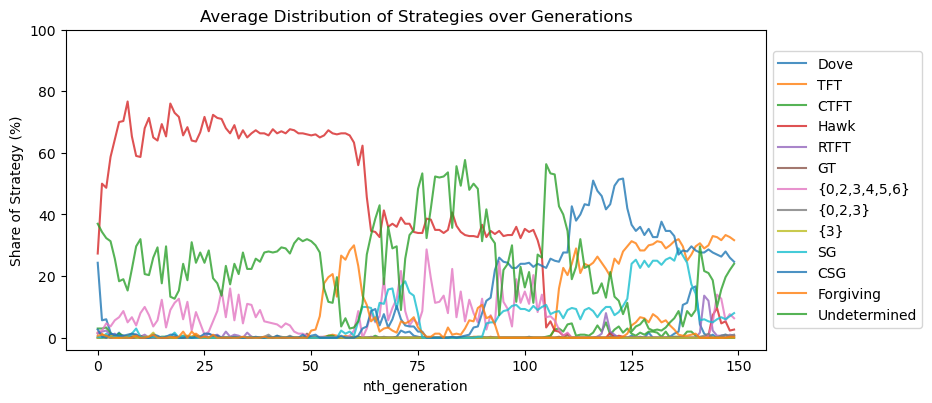 Average Distribution of Strategies over Generations
Share of Strategy (%)
100
80
60
40
20
0
0
25
50
75
100
125
150
nth_generation
Dove
TFT
CTFT
Hawk
RTFT
GT
{0,2,3,4,5,6}
{0,2,3}
{3}
SG
CSG
Forgiving
Undetermined